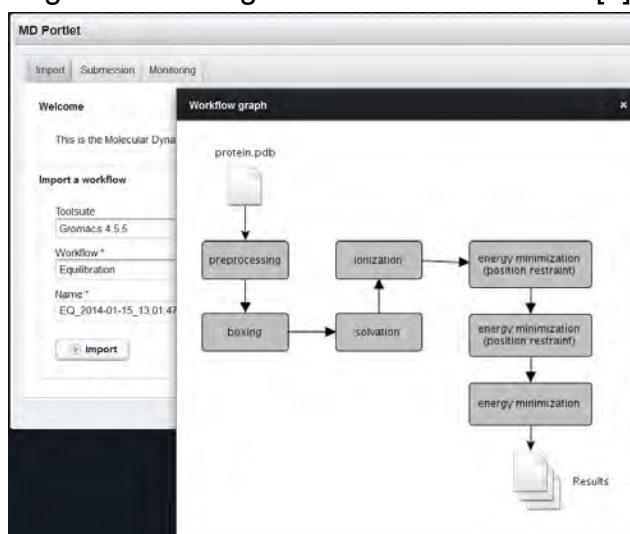 MD Portlet
Import Submission Monitoring
Welcome
This is the Molecular Dyna
Import a workflow
Toolsuite
Gromacs 4.5.5
Workflow *
Equilibration
Name *
EQ_2014-01-15_13:01:47
Import
Workflow graph
×
protein.pdb
preprocessing
ionization
energy minimization
(position restraint)
boxing
solvation
energy minimization
(position restraint)
energy minimization
Results